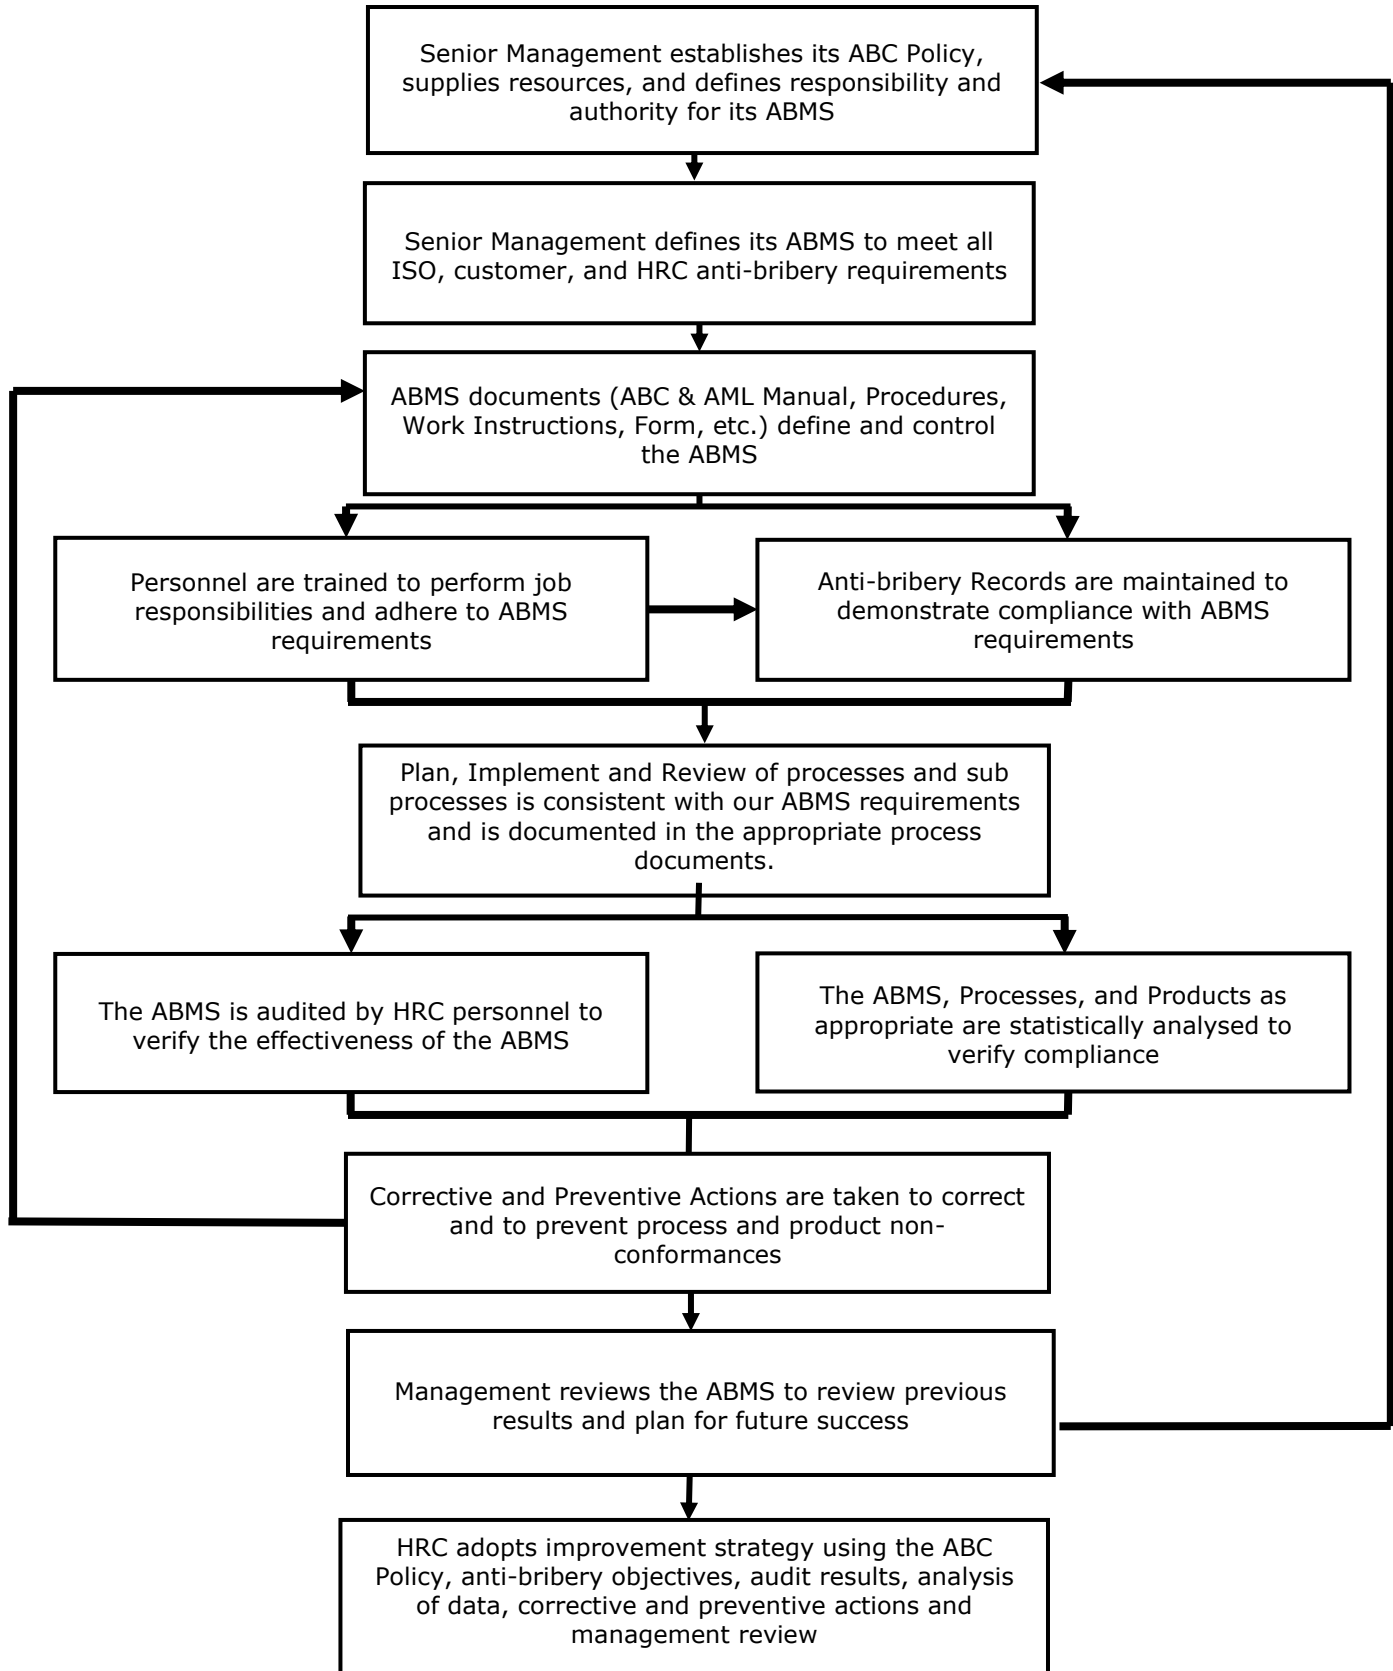 Senior Management establishes its ABC Policy,
supplies resources, and defines responsibility and
authority for its ABMS
Senior Management defines its ABMS to meet all
ISO, customer, and HRC anti-bribery requirements
ABMS documents (ABC & AML Manual, Procedures,
Work Instructions, Form, etc.) define and control
the ABMS
Personnel are trained to perform job
responsibilities and adhere to ABMS
requirements
Anti-bribery Records are maintained to
demonstrate compliance with ABMS
requirements
Plan, Implement and Review of processes and sub
processes is consistent with our ABMS requirements
and is documented in the appropriate process
documents.
The ABMS is audited by HRC personnel to
verify the effectiveness of the ABMS
The ABMS, Processes, and Products as
appropriate are statistically analysed to
verify compliance
Corrective and Preventive Actions are taken to correct
and to prevent process and product non-
conformances
Management reviews the ABMS to review previous
results and plan for future success
HRC adopts improvement strategy using the ABC
Policy, anti-bribery objectives, audit results, analysis
of data, corrective and preventive actions and
management review